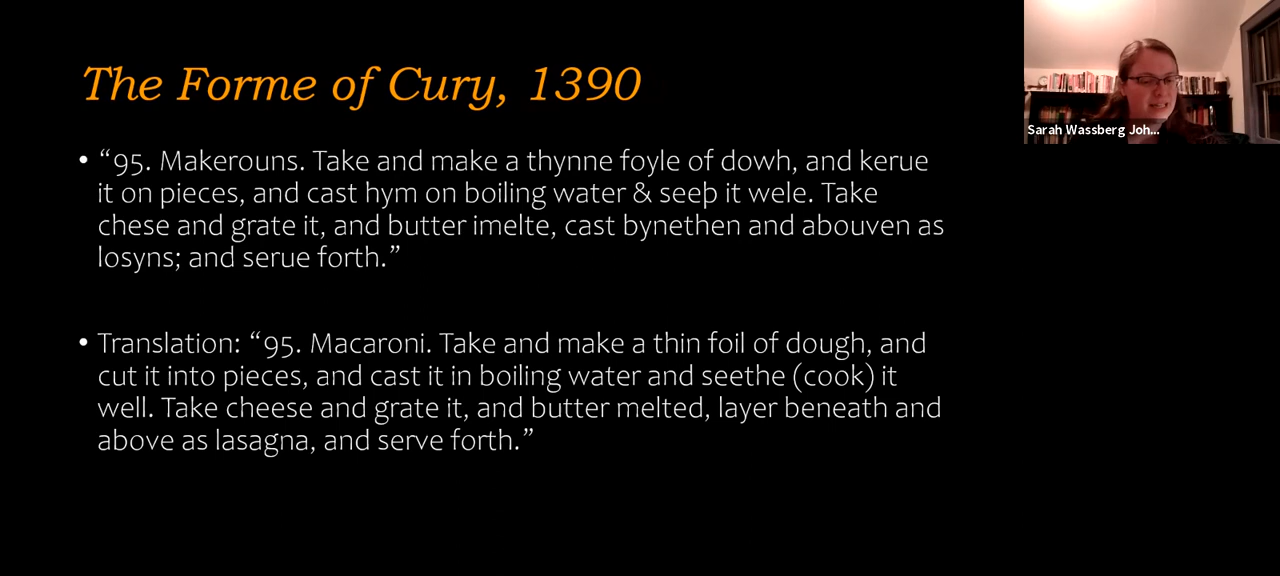 The Forme of Cury, 1390
• “95. Makerouns. Take and make a thynne foyle of dowh, and kerue
it on pieces, and cast hym on boiling water & seeþ it wele. Take
chese and grate it, and butter imelte, cast bynethen and abouven as
losyns; and serue forth.”
• Translation: “95. Macaroni. Take and make a thin foil of dough, and
cut it into pieces, and cast it in boiling water and seethe (cook) it
well. Take cheese and grate it, and butter melted, layer beneath and
above as lasagna, and serve forth.”
Sarah Wassberg Joh...